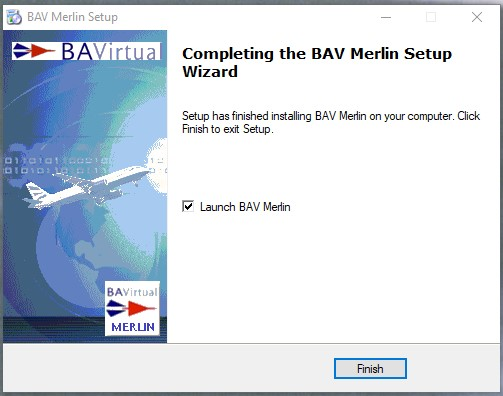 BAV Merlin Setup
BAVirtual
Completing the BAV Merlin Setup
Wizard
Setup has finished installing BAV Merlin on your computer. Click
Finish to exit Setup.
Launch BAV Merlin
BAVirtual
MERLIN
Finish